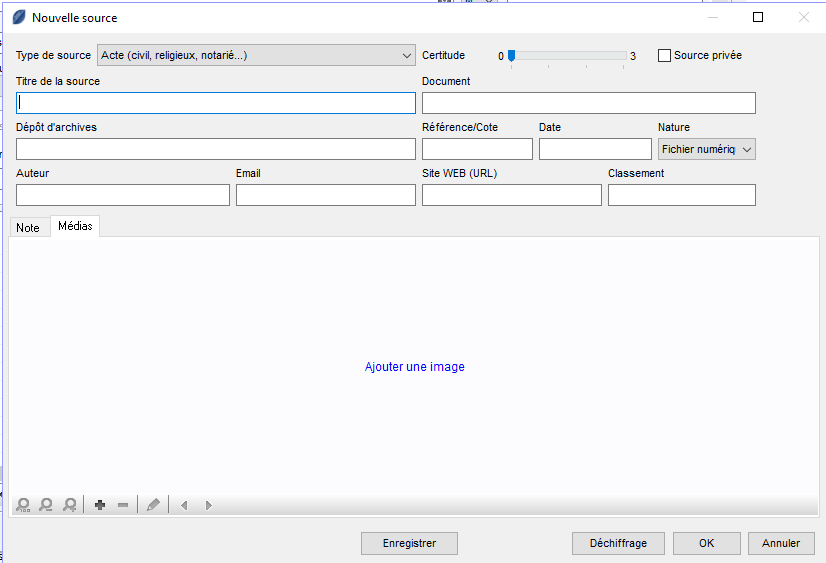 Nouvelle source
Type de source Acte (civil, religieux, notarié...) Certitude 0 3 Source privée
Titre de la source Document
Dépôt d'archives Référence/Cote Date Nature
Fichier numériq
Auteur Email Site WEB (URL) Classement
Note Médias
Ajouter une image
Enregistrer Déchiffrage OK Annuler